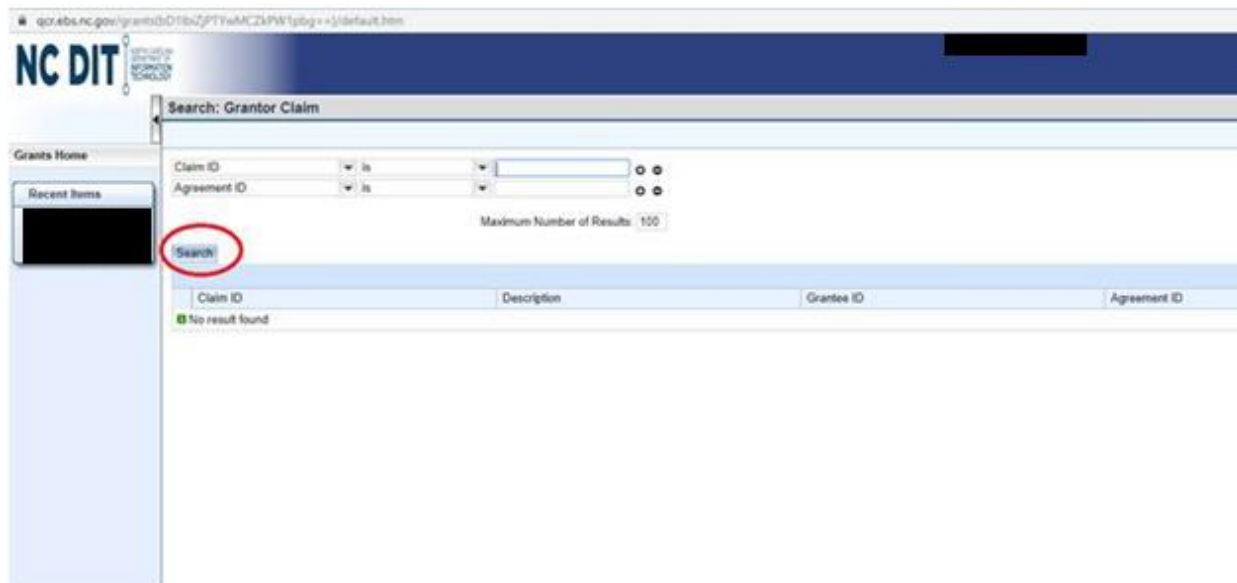 NC DIT
Search: Grantor Claim
Grants Home
Claim ID is
Recent Items
Agreement ID is
Maximum Number of Results: 100
Search
Claim ID Description Grantee ID Agreement ID
No result found